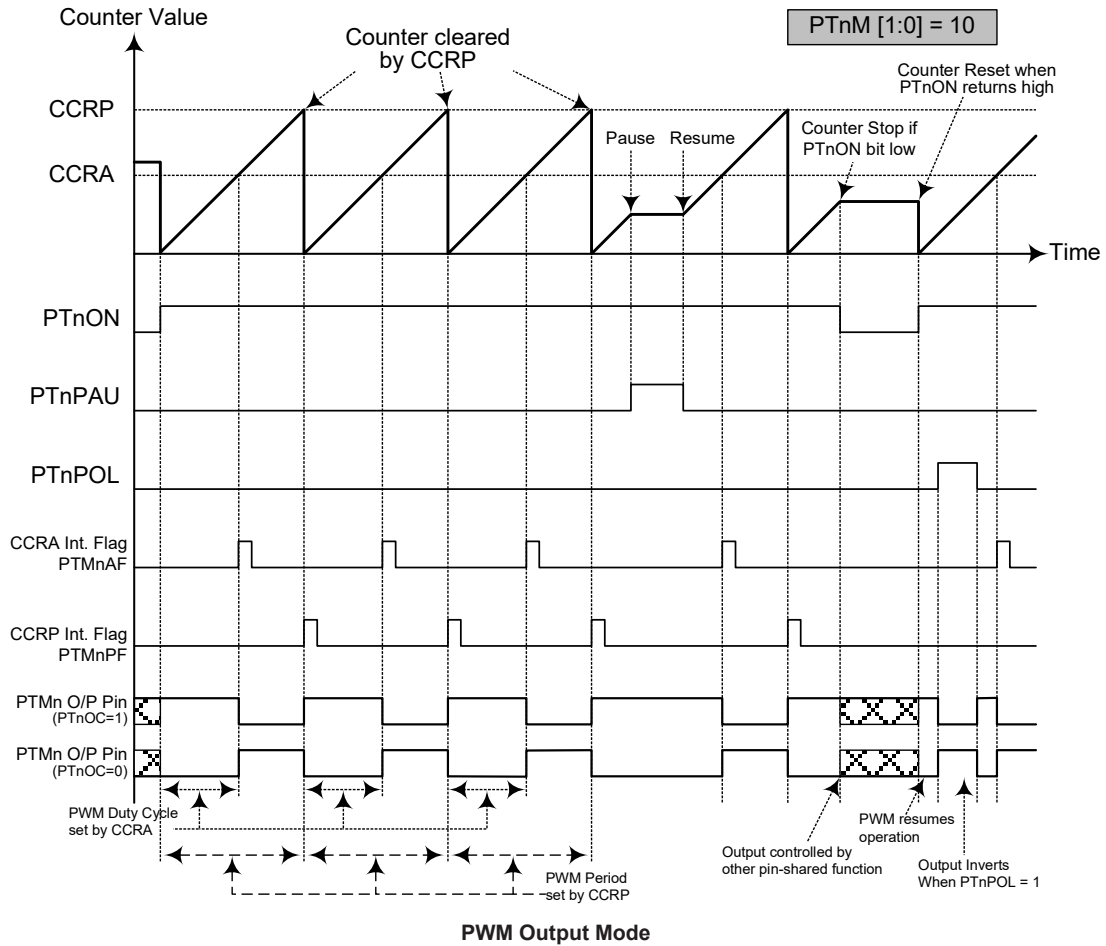 Counter Value
PTnM [1:0] = 10
Counter cleared
by CCRP
Counter Reset when
PTnON returns high
CCRP
Pause
Resume
Counter Stop if
PTnON bit low
CCRA
Time
PTnON
PTnPAU
PTnPOL
CCRA Int. Flag
PTMnAF
CCRP Int. Flag
PTMnPF
PTMn O/P Pin
(PTnOC=1)
PTMn O/P Pin
(PTnOC=0)
PWM Duty Cycle
set by CCRA
PWM resumes
operation
Output controlled by
other pin-shared function
Output Inverts
When PTnPOL = 1
PWM Period
set by CCRP
PWM Output Mode